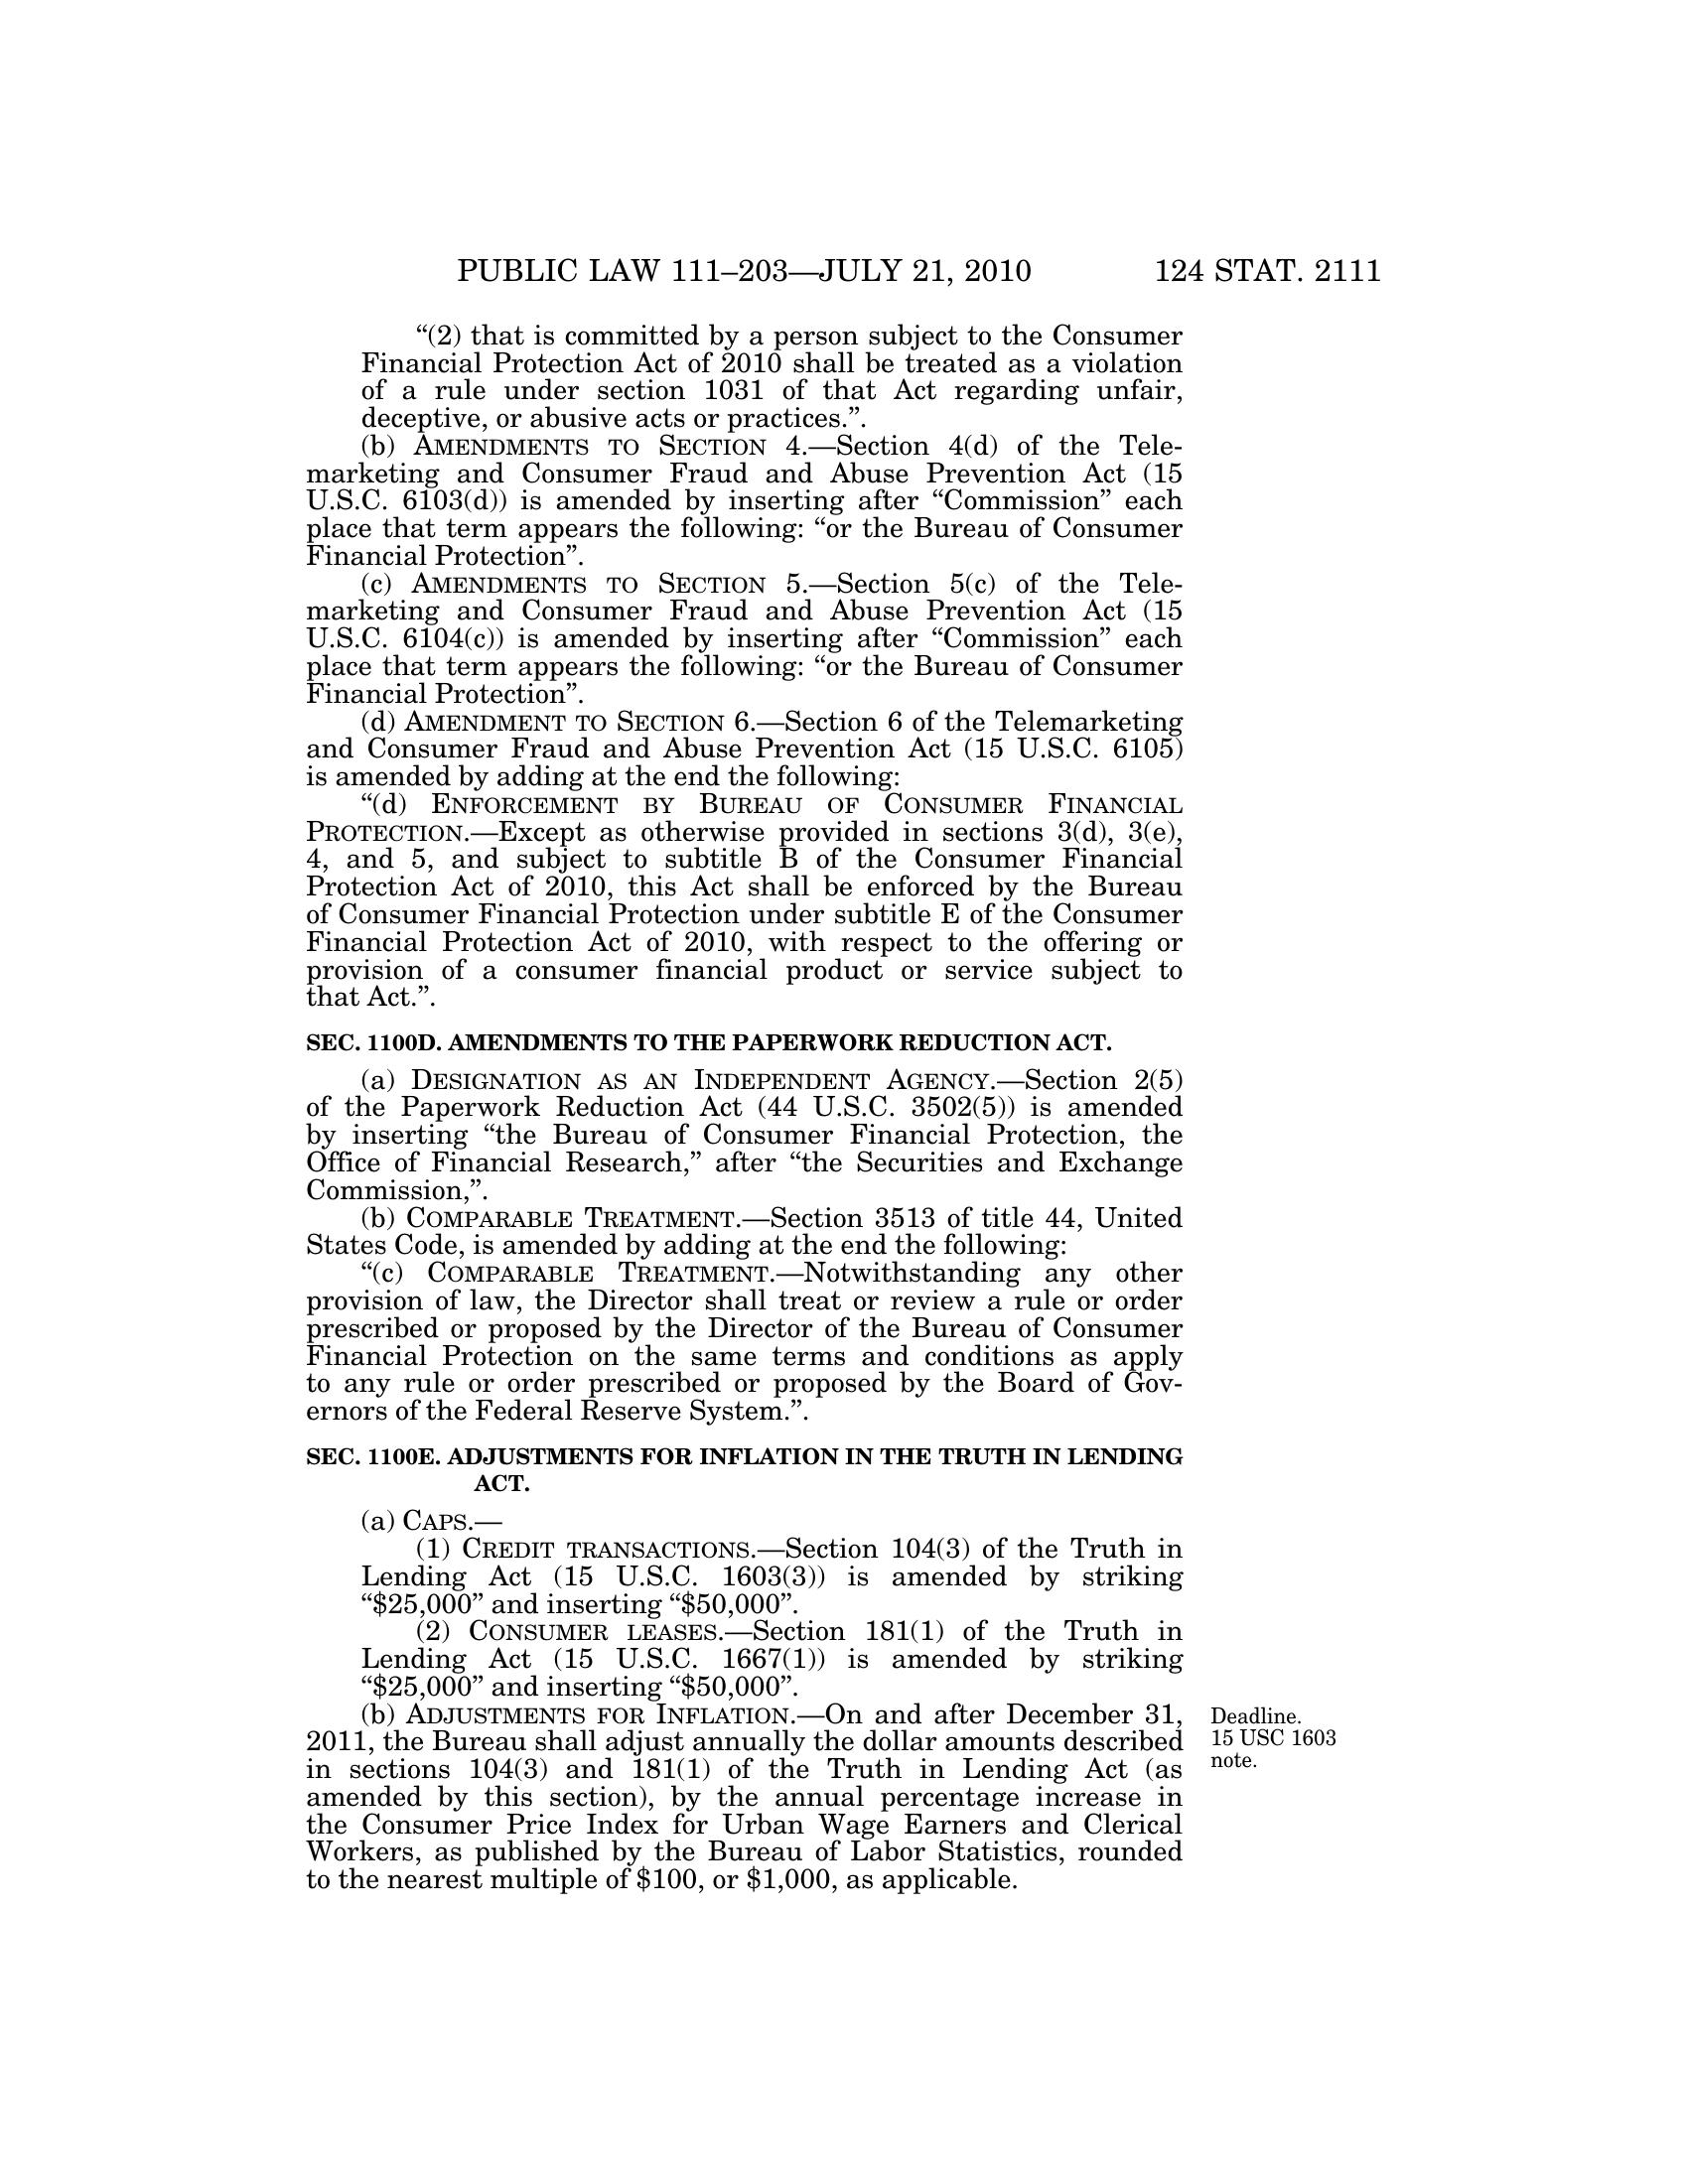 PUBLIC LAW 111–203—JULY 21, 2010 124 STAT. 2111
“(2) that is committed by a person subject to the Consumer
Financial Protection Act of 2010 shall be treated as a violation
of a rule under section 1031 of that Act regarding unfair,
deceptive, or abusive acts or practices.”.
(b) AMENDMENTS TO SECTION 4.—Section 4(d) of the Tele-
marketing and Consumer Fraud and Abuse Prevention Act (15
U.S.C. 6103(d)) is amended by inserting after “Commission” each
place that term appears the following: “or the Bureau of Consumer
Financial Protection”.
(c) AMENDMENTS TO SECTION 5.—Section 5(c) of the Tele-
marketing and Consumer Fraud and Abuse Prevention Act (15
U.S.C. 6104(c)) is amended by inserting after “Commission” each
place that term appears the following: “or the Bureau of Consumer
Financial Protection”.
(d) AMENDMENT TO SECTION 6.—Section 6 of the Telemarketing
and Consumer Fraud and Abuse Prevention Act (15 U.S.C. 6105)
is amended by adding at the end the following:
“(d) ENFORCEMENT BY BUREAU OF CONSUMER FINANCIAL
PROTECTION.—Except as otherwise provided in sections 3(d), 3(e),
4, and 5, and subject to subtitle B of the Consumer Financial
Protection Act of 2010, this Act shall be enforced by the Bureau
of Consumer Financial Protection under subtitle E of the Consumer
Financial Protection Act of 2010, with respect to the offering or
provision of a consumer financial product or service subject to
that Act.”.
SEC. 1100D. AMENDMENTS TO THE PAPERWORK REDUCTION ACT.
(a) DESIGNATION AS AN INDEPENDENT AGENCY.—Section 2(5)
of the Paperwork Reduction Act (44 U.S.C. 3502(5)) is amended
by inserting “the Bureau of Consumer Financial Protection, the
Office of Financial Research,” after “the Securities and Exchange
Commission,”.
(b) COMPARABLE TREATMENT.—Section 3513 of title 44, United
States Code, is amended by adding at the end the following:
“(c) COMPARABLE TREATMENT.—Notwithstanding any other
provision of law, the Director shall treat or review a rule or order
prescribed or proposed by the Director of the Bureau of Consumer
Financial Protection on the same terms and conditions as apply
to any rule or order prescribed or proposed by the Board of Gov-
ernors of the Federal Reserve System.”.
SEC. 1100E. ADJUSTMENTS FOR INFLATION IN THE TRUTH IN LENDING
ACT.
(a) CAPS.—
(1) CREDIT TRANSACTIONS.—Section 104(3) of the Truth in
Lending Act (15 U.S.C. 1603(3)) is amended by striking
“$25,000” and inserting “$50,000”.
(2) CONSUMER LEASES.—Section 181(1) of the Truth in
Lending Act (15 U.S.C. 1667(1)) is amended by striking
“$25,000” and inserting “$50,000”.
(b) ADJUSTMENTS FOR INFLATION.—On and after December 31,
2011, the Bureau shall adjust annually the dollar amounts described
in sections 104(3) and 181(1) of the Truth in Lending Act (as
amended by this section), by the annual percentage increase in
the Consumer Price Index for Urban Wage Earners and Clerical
Workers, as published by the Bureau of Labor Statistics, rounded
to the nearest multiple of $100, or $1,000, as applicable.
Deadline.
15 USC 1603
note.